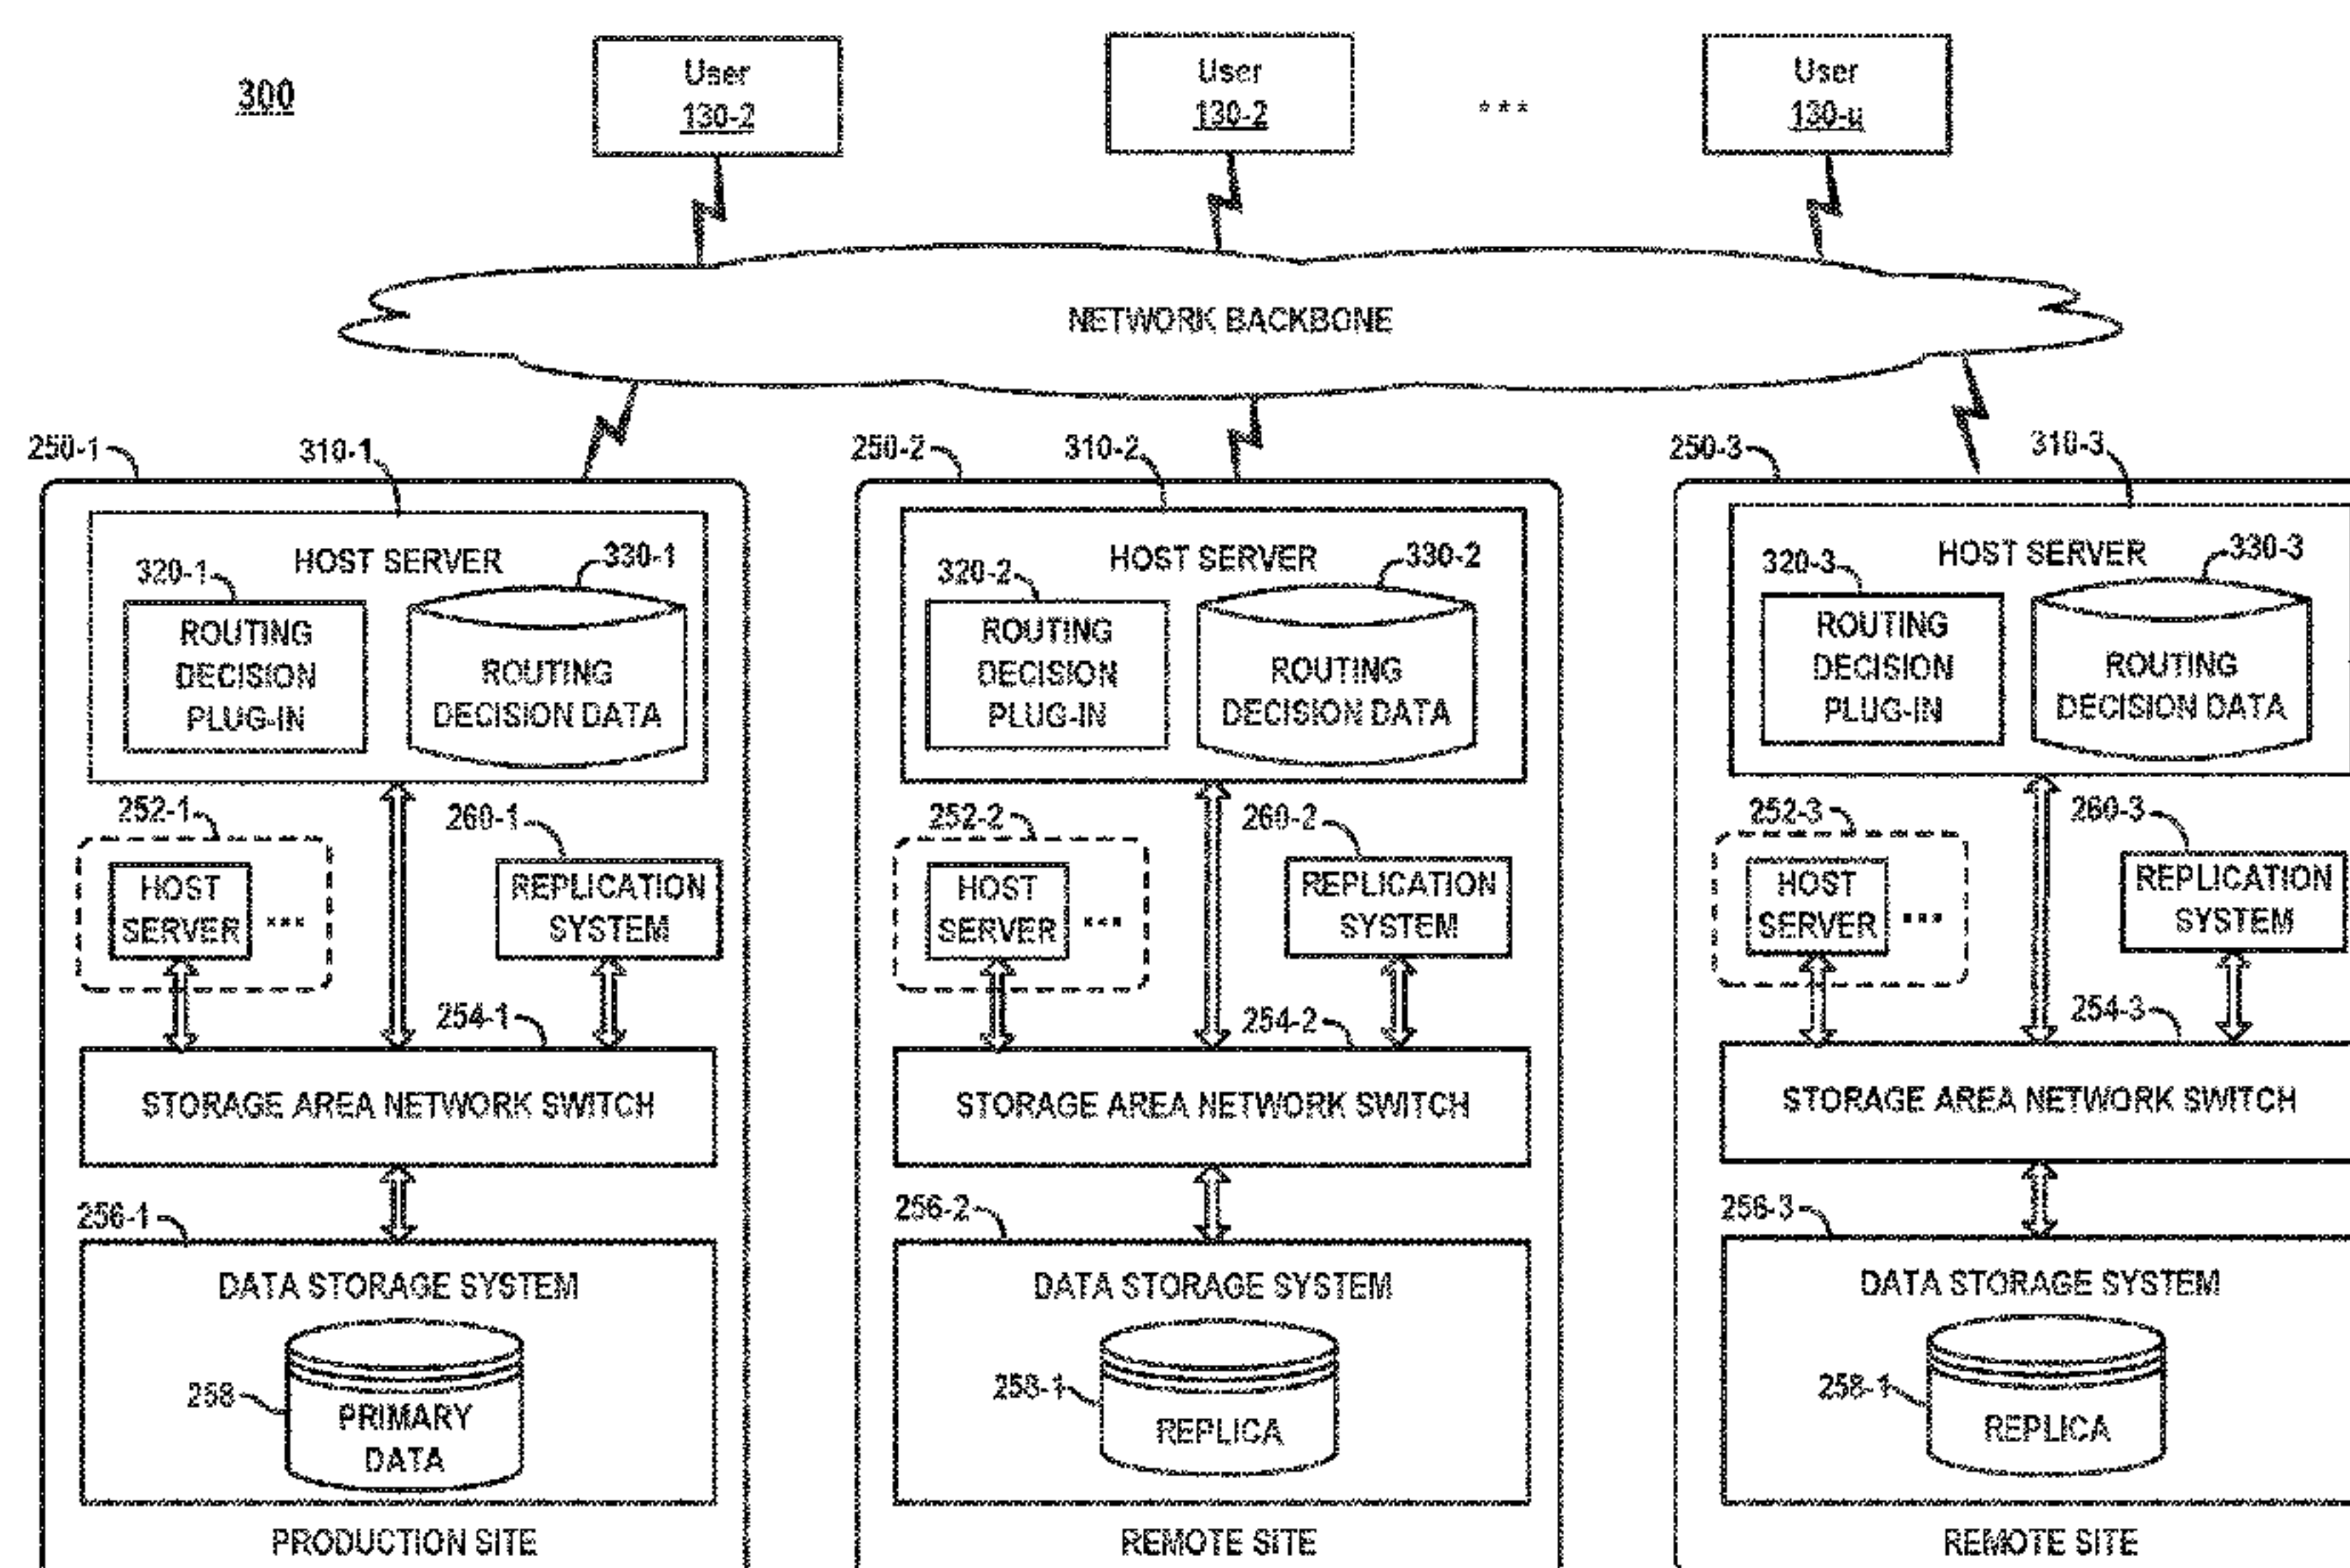 300
User
130-2
User
130-2
***
User
130-u
NETWORK BACKBONE
250-1
310-1
HOST SERVER
320-1
330-1
ROUTING
DECISION
PLUG-IN
ROUTING
DECISION DATA
252-1
260-1
HOST
SERVER
***
REPLICATION
SYSTEM
254-1
STORAGE AREA NETWORK SWITCH
256-1
DATA STORAGE SYSTEM
258
PRIMARY
DATA
PRODUCTION SITE
250-2
310-2
HOST SERVER
320-2
330-2
ROUTING
DECISION
PLUG-IN
ROUTING
DECISION DATA
252-2
260-2
HOST
SERVER
***
REPLICATION
SYSTEM
254-2
STORAGE AREA NETWORK SWITCH
256-2
DATA STORAGE SYSTEM
258-1
REPLICA
REMOTE SITE
250-3
310-3
HOST SERVER
320-3
330-3
ROUTING
DECISION
PLUG-IN
ROUTING
DECISION DATA
252-3
260-3
HOST
SERVER
***
REPLICATION
SYSTEM
254-3
STORAGE AREA NETWORK SWITCH
256-3
DATA STORAGE SYSTEM
258-1
REPLICA
REMOTE SITE